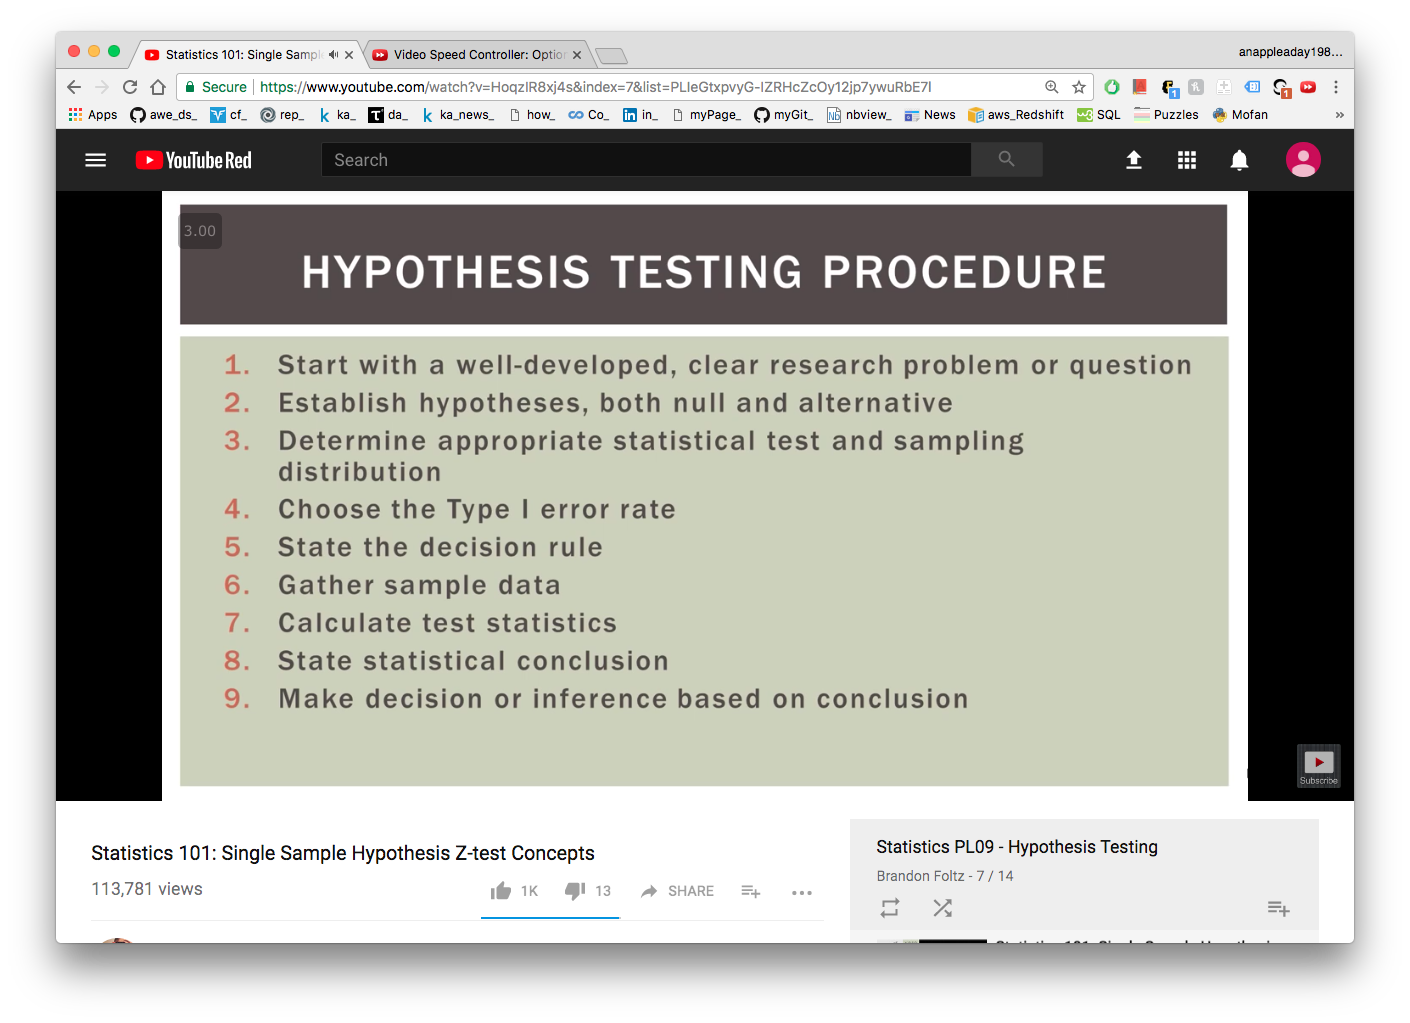 Statistics 101: Single Sampl
Video Speed Controller: Option
anappleaday198...
Secure
https://www.youtube.com/watch?v=HoqzIR8xj4s&index=7&list=PLIeGtxpvyG-IZRHcZcOy12jp7ywuRbE7l
Apps awe_ds_ cf_ rep_ ka_ da_ ka_news_ how_ Co_ in_ myPage_ myGit_ nbview_ News aws_Redshift SQL Puzzles Mofan »
YouTube Red
Search
3.00
HYPOTHESIS TESTING PROCEDURE
1. Start with a well-developed, clear research problem or question
2. Establish hypotheses, both null and alternative
3. Determine appropriate statistical test and sampling
distribution
4. Choose the Type I error rate
5. State the decision rule
6. Gather sample data
7. Calculate test statistics
8. State statistical conclusion
9. Make decision or inference based on conclusion
Subscribe
Statistics 101: Single Sample Hypothesis Z-test Concepts
113,781 views
1K
13
SHARE
Statistics PL09 - Hypothesis Testing
Brandon Foltz - 7 / 14